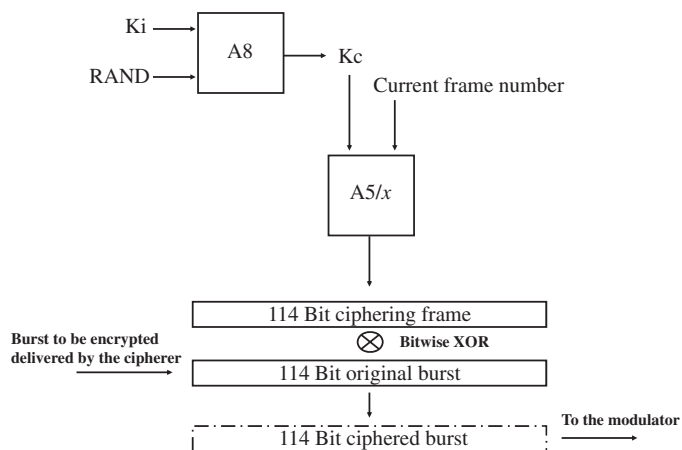 Ki
A8
Kc
RAND
Current frame number
A5/x
114 Bit ciphering frame
Burst to be encrypted
delivered by the cipherer
Bitwise XOR
114 Bit original burst
To the modulator
114 Bit ciphered burst